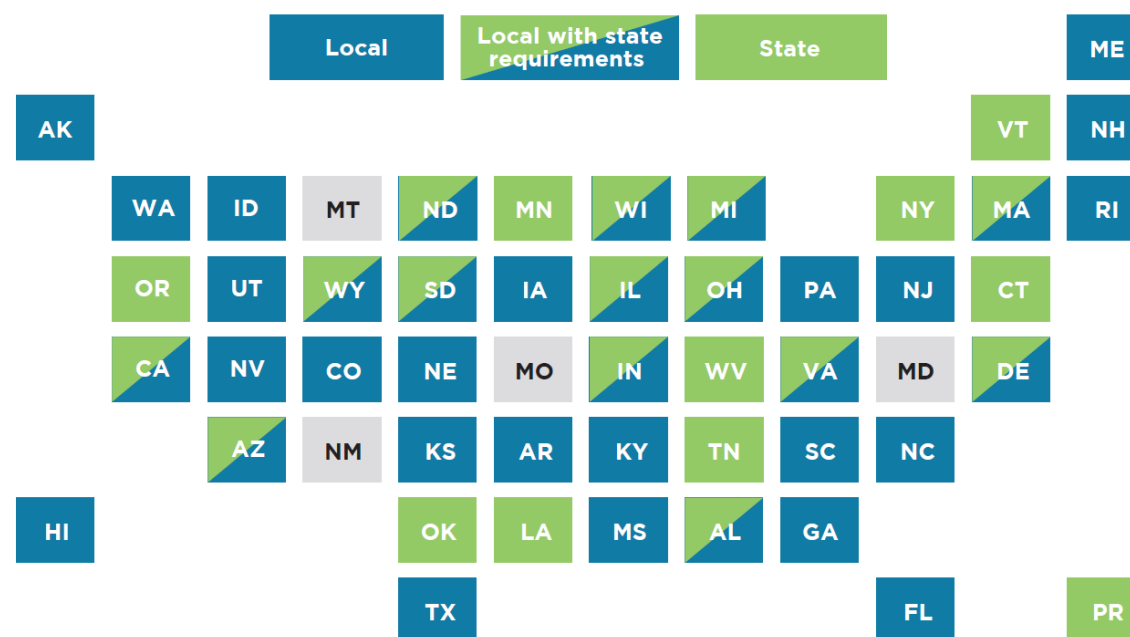 Local
Local with state
requirements
State
ME
AK
VT
NH
WA
ID
MT
ND
MN
WI
MI
NY
MA
RI
OR
UT
WY
SD
IA
IL
OH
PA
NJ
CT
CA
NV
CO
NE
MO
IN
WV
VA
MD
DE
AZ
NM
KS
AR
KY
TN
SC
NC
HI
OK
LA
MS
AL
GA
TX
FL
PR